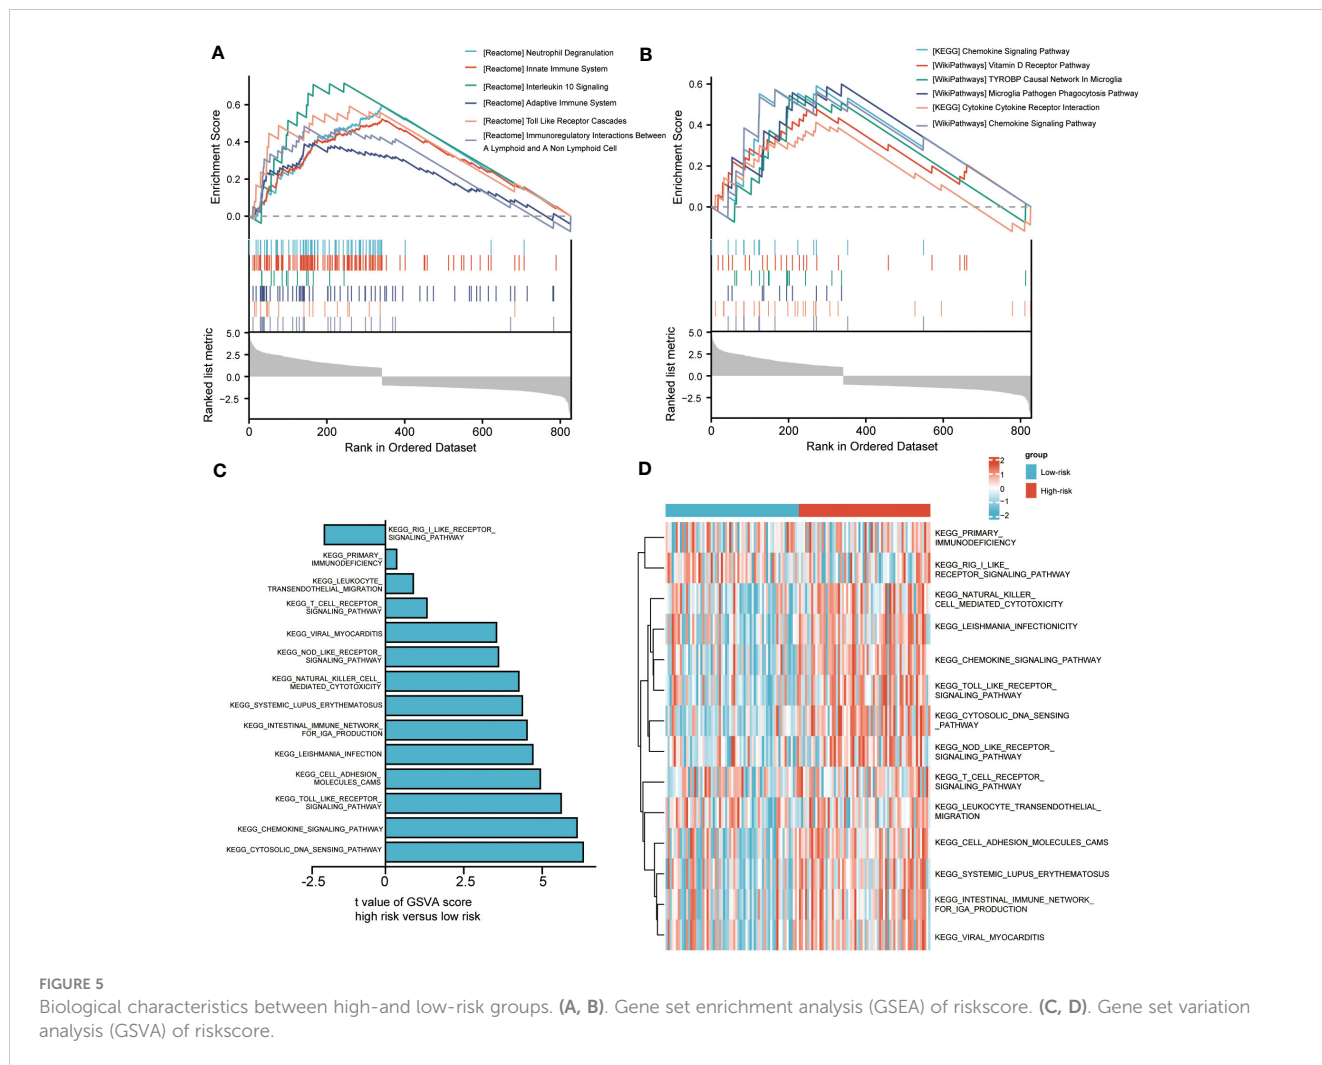 A
[Reactome] Neutrophil Degranulation
[Reactome] Innate Immune System
[Reactome] Interleukin 10 Signaling
[Reactome] Adaptive Immune System
[Reactome] Toll Like Receptor Cascades
[Reactome] Immunoregulatory Interactions Between
A Lymphoid and A Non Lymphoid Cell
Enrichment Score
0.6
0.4
0.2
0.0
Ranked list metric
5.0
2.5
0.0
−2.5
0 200 400 600 800
Rank in Ordered Dataset
B
[KEGG] Chemokine Signaling Pathway
[WikiPathways] Vitamin D Receptor Pathway
[WikiPathways] TYROBP Causal Network In Microglia
[WikiPathways] Microglia Pathogen Phagocytosis Pathway
[KEGG] Cytokine Cytokine Receptor Interaction
[WikiPathways] Chemokine Signaling Pathway
Enrichment Score
0.6
0.4
0.2
0.0
Ranked list metric
5.0
2.5
0.0
−2.5
0 200 400 600 800
Rank in Ordered Dataset
C
KEGG_RIG_I_LIKE_RECEPTOR_
SIGNALING_PATHWAY
KEGG_PRIMARY_
IMMUNODEFICIENCY
KEGG_LEUKOCYTE_
TRANSENDOTHELIAL_MIGRATION
KEGG_T_CELL_RECEPTOR_
SIGNALING_PATHWAY
KEGG_VIRAL_MYOCARDITIS
KEGG_NOD_LIKE_RECEPTOR_
SIGNALING_PATHWAY
KEGG_NATURAL_KILLER_CELL_
MEDIATED_CYTOTOXICITY
KEGG_SYSTEMIC_LUPUS_ERYTHEMATOSUS
KEGG_INTESTINAL_IMMUNE_NETWORK_
FOR_IGA_PRODUCTION
KEGG_LEISHMANIA_INFECTION
KEGG_CELL_ADHESION_
MOLECULES_CAMS
KEGG_TOLL_LIKE_RECEPTOR_
SIGNALING_PATHWAY
KEGG_CHEMOKINE_SIGNALING_PATHWAY
KEGG_CYTOSOLIC_DNA_SENSING_PATHWAY
-2.5 0 2.5 5
t value of GSVA score
high risk versus low risk
D
2
1
0
−1
−2
group
Low-risk
High-risk
KEGG_PRIMARY_
IMMUNODEFICIENCY
KEGG_RIG_I_LIKE_
RECEPTOR_SIGNALING_PATHWAY
KEGG_NATURAL_KILLER_
CELL_MEDIATED_CYTOTOXICITY
KEGG_LEISHMANIA_INFECTIONICITY
KEGG_CHEMOKINE_SIGNALING_PATHWAY
KEGG_TOLL_LIKE_RECEPTOR_
SIGNALING_PATHWAY
KEGG_CYTOSOLIC_DNA_SENSING
_PATHWAY
KEGG_NOD_LIKE_RECEPTOR_
SIGNALING_PATHWAY
KEGG_T_CELL_RECEPTOR_
SIGNALING_PATHWAY
KEGG_LEUKOCYTE_TRANSENDOTHELIAL_
MIGRATION
KEGG_CELL_ADHESION_MOLECULES_CAMS
KEGG_SYSTEMIC_LUPUS_ERYTHEMATOSUS
KEGG_INTESTINAL_IMMUNE_NETWORK_
FOR_IGA_PRODUCTION
KEGG_VIRAL_MYOCARDITIS
FIGURE 5
Biological characteristics between high-and low-risk groups. (A, B). Gene set enrichment analysis (GSEA) of riskscore. (C, D). Gene set variation
analysis (GSVA) of riskscore.